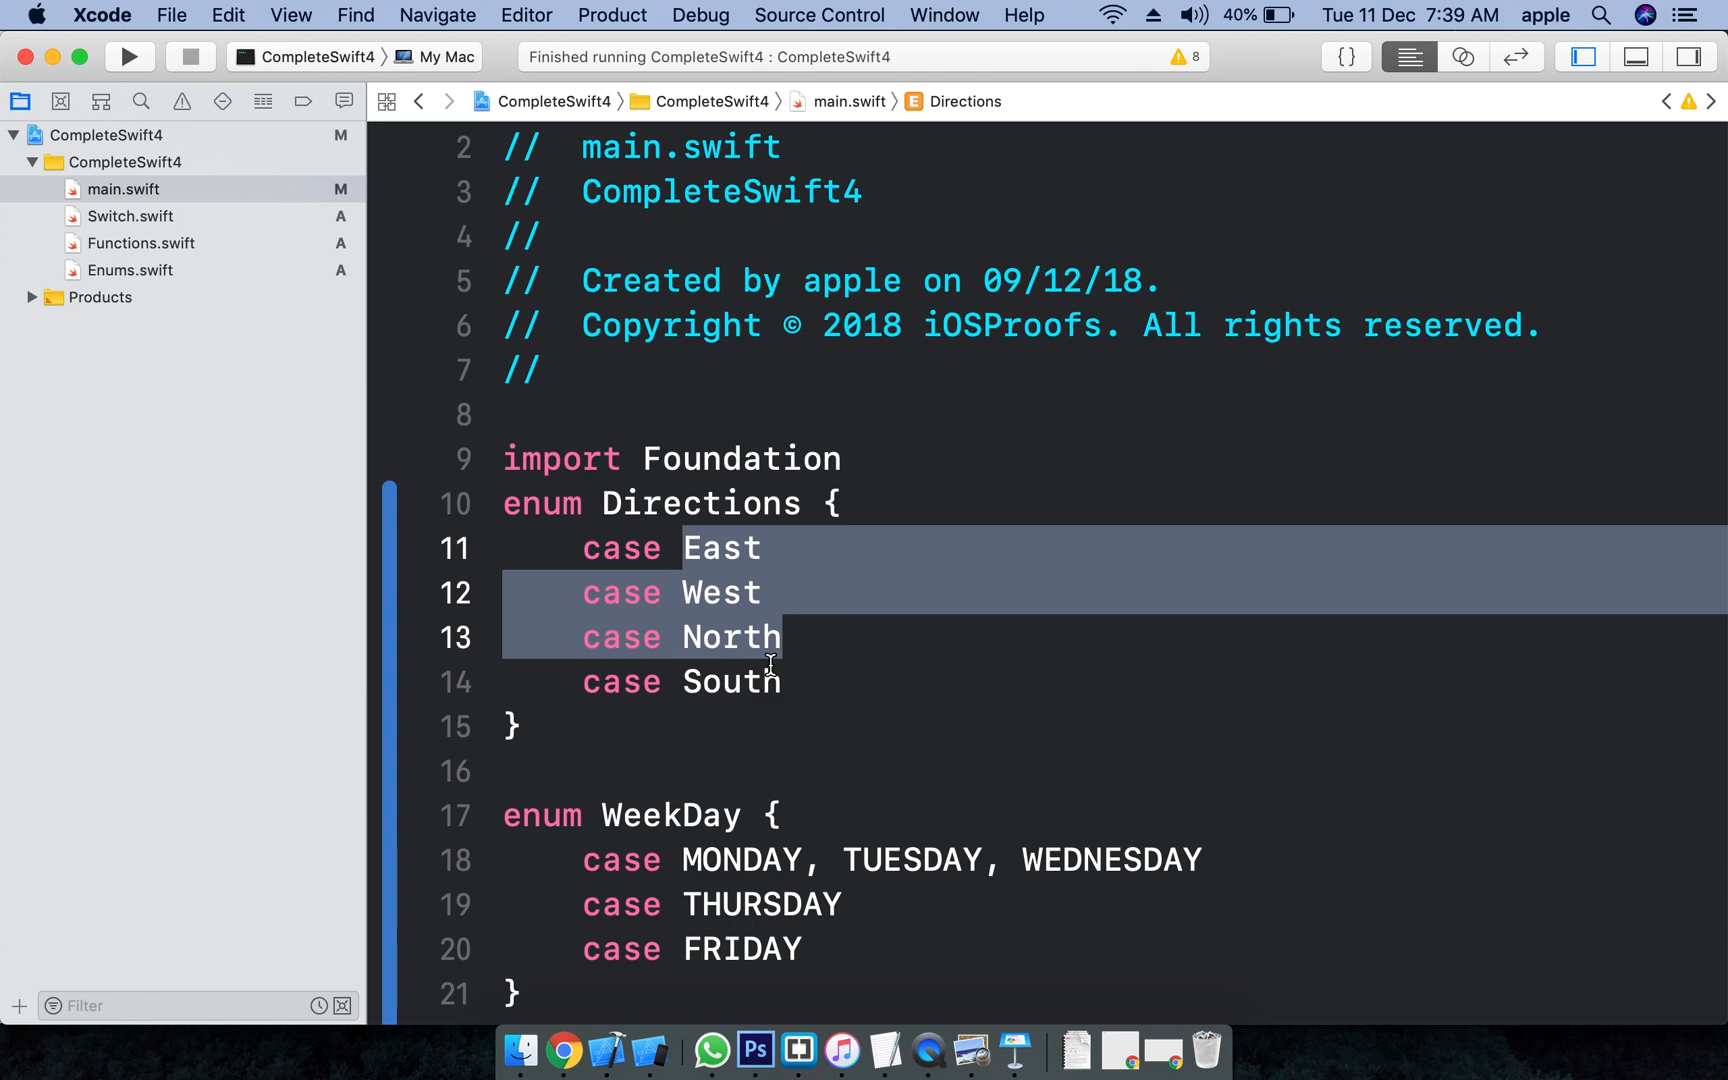 Xcode File Edit View Find Navigate Editor Product Debug Source Control Window Help 40% Tue 11 Dec 7:39 AM apple
CompleteSwift4 My Mac Finished running CompleteSwift4 : CompleteSwift4 8 {}
CompleteSwift4 CompleteSwift4 main.swift E Directions
CompleteSwift4 M
CompleteSwift4
main.swift M
Switch.swift A
Functions.swift A
Enums.swift A
Products
2 // main.swift
3 // CompleteSwift4
4 //
5 // Created by apple on 09/12/18.
6 // Copyright © 2018 iOSProofs. All rights reserved.
7 //
8
9 import Foundation
10 enum Directions {
11 case East
12 case West
13 case North
14 case South
15 }
16
17 enum WeekDay {
18 case MONDAY, TUESDAY, WEDNESDAY
19 case THURSDAY
20 case FRIDAY
21 }
Filter
Ps